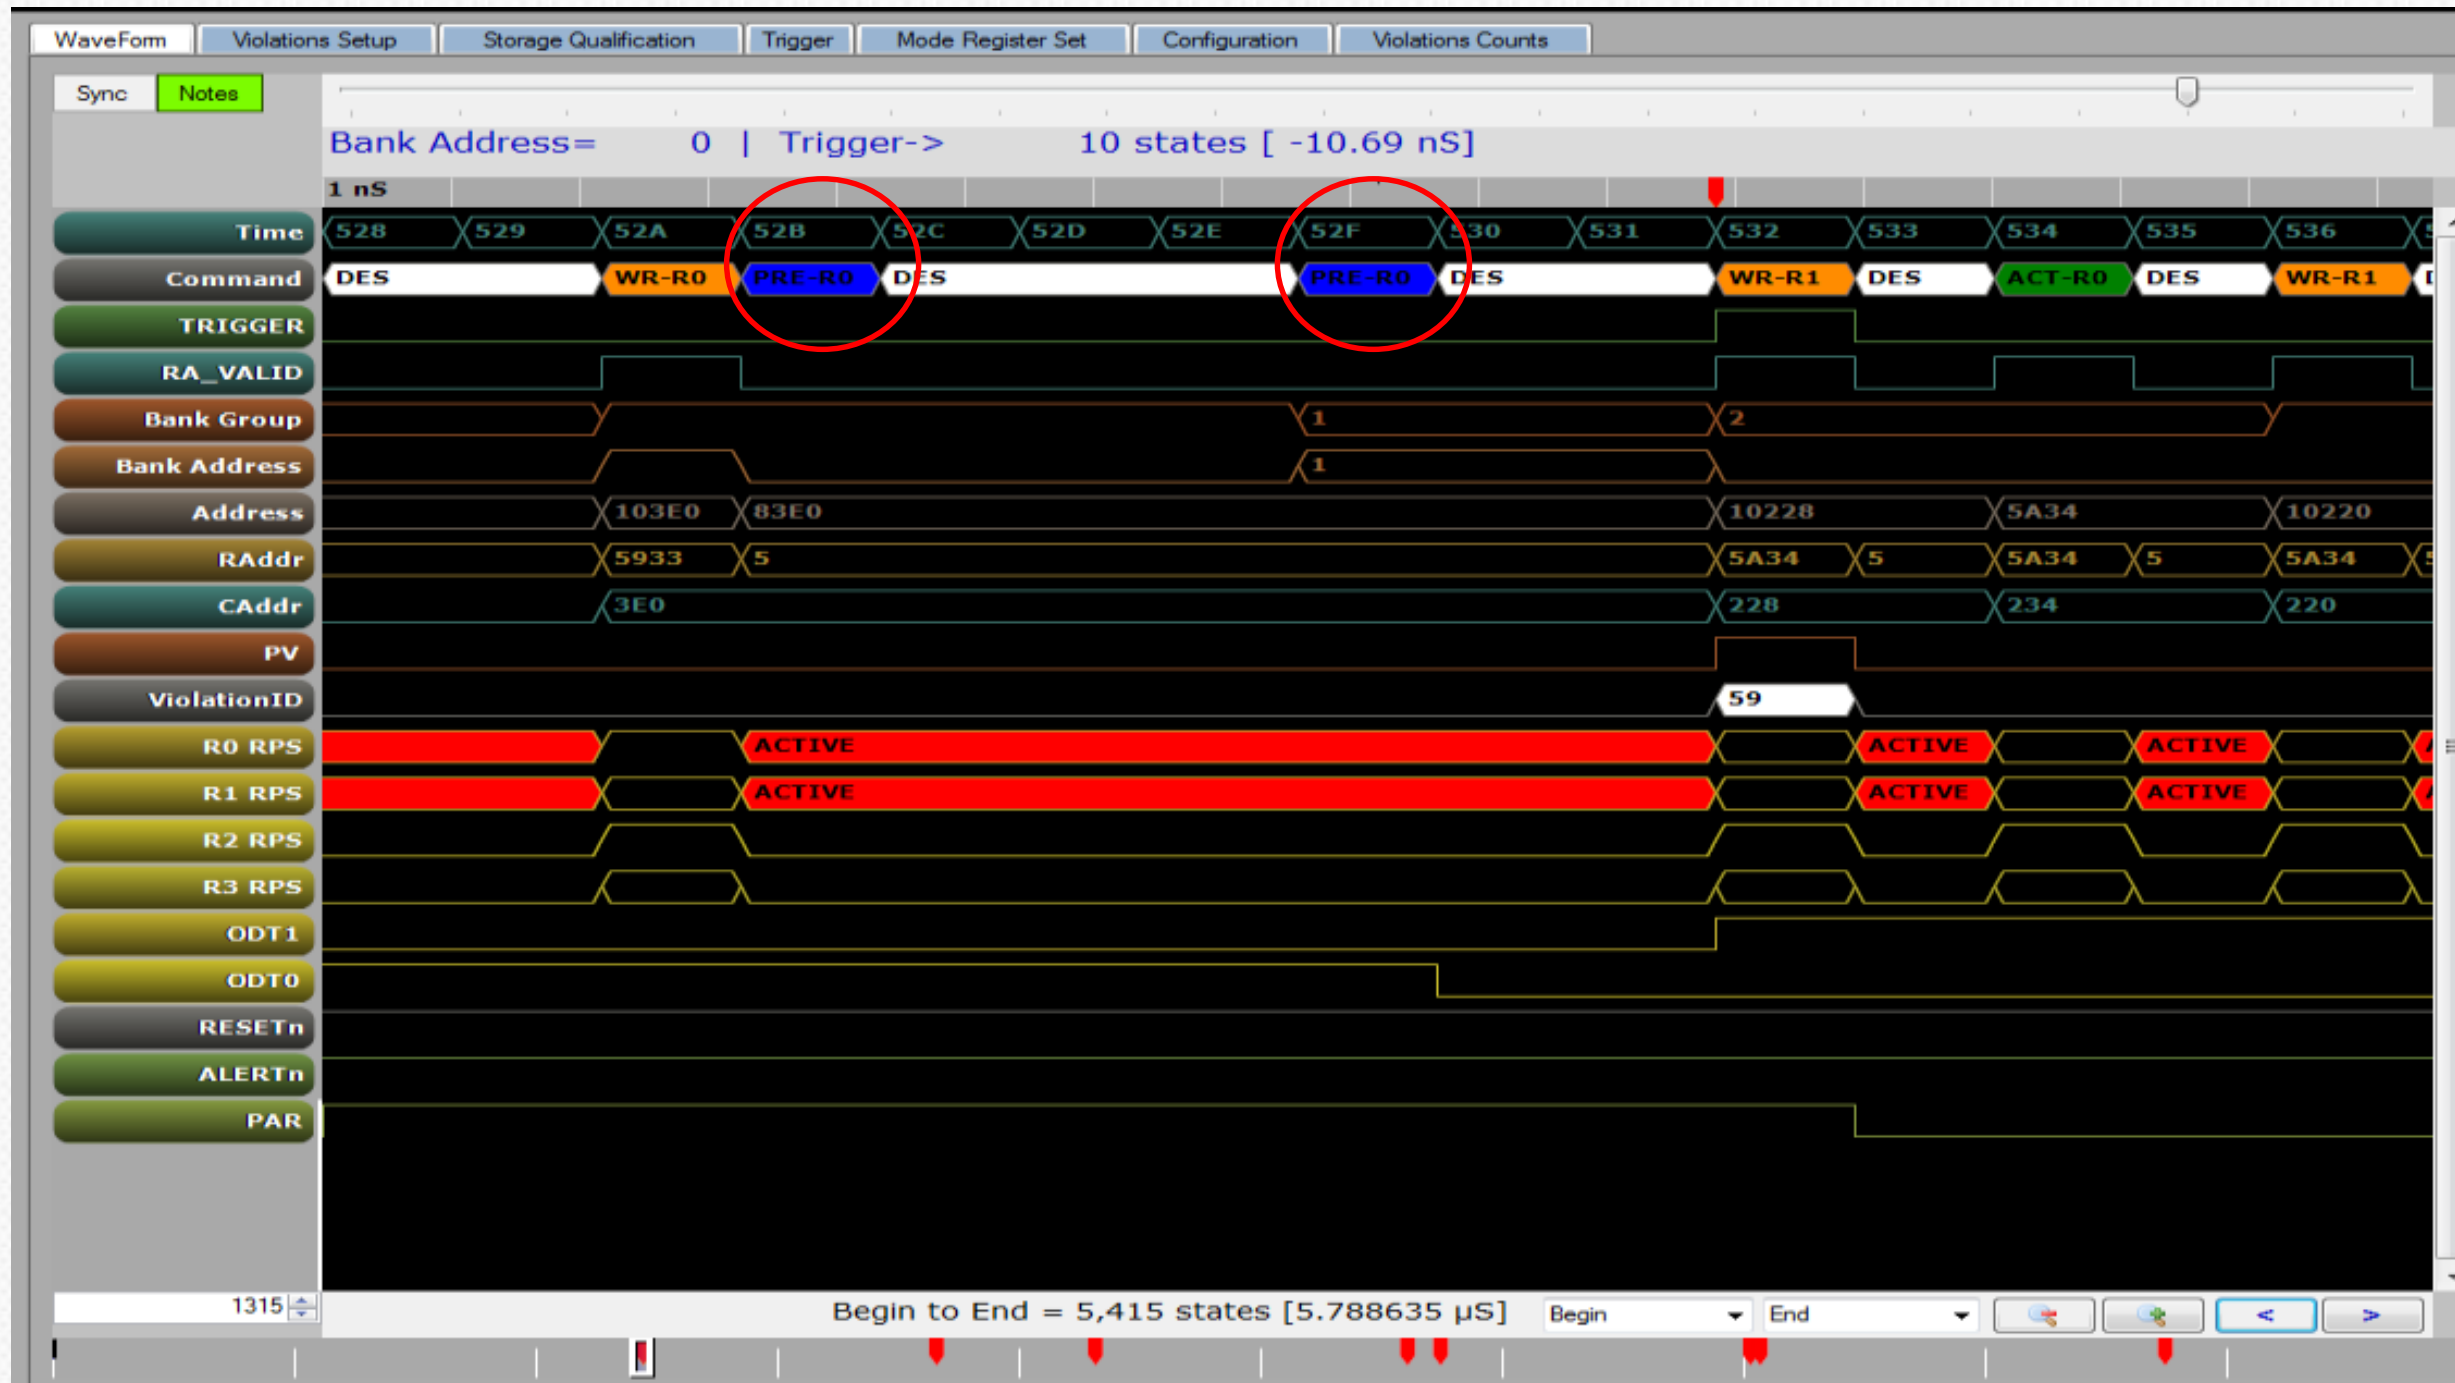 WaveForm Violations Setup Storage Qualification Trigger Mode Register Set Configuration Violations Counts
Sync Notes
Bank Address= 0 | Trigger-> 10 states [ -10.69 nS]
1 nS
Time 528 529 52A 52B 52C 52D 52E 52F 530 531 532 533 534 535 536
Command DES WR-R0 PRE-R0 DES PRE-R0 DES WR-R1 DES ACT-R0 DES WR-R1
TRIGGER
RA_VALID
Bank Group 1 2
Bank Address 1
Address 103E0 83E0 10228 5A34 10220
RAddr 5933 5 5A34 5 5A34 5 5A34
CAddr 3E0 228 234 220
PV
ViolationID 59
R0 RPS ACTIVE ACTIVE ACTIVE
R1 RPS ACTIVE ACTIVE ACTIVE
R2 RPS
R3 RPS
ODT1
ODT0
RESETn
ALERTn
PAR
1315 Begin to End = 5,415 states [5.788635 µS] Begin End < >